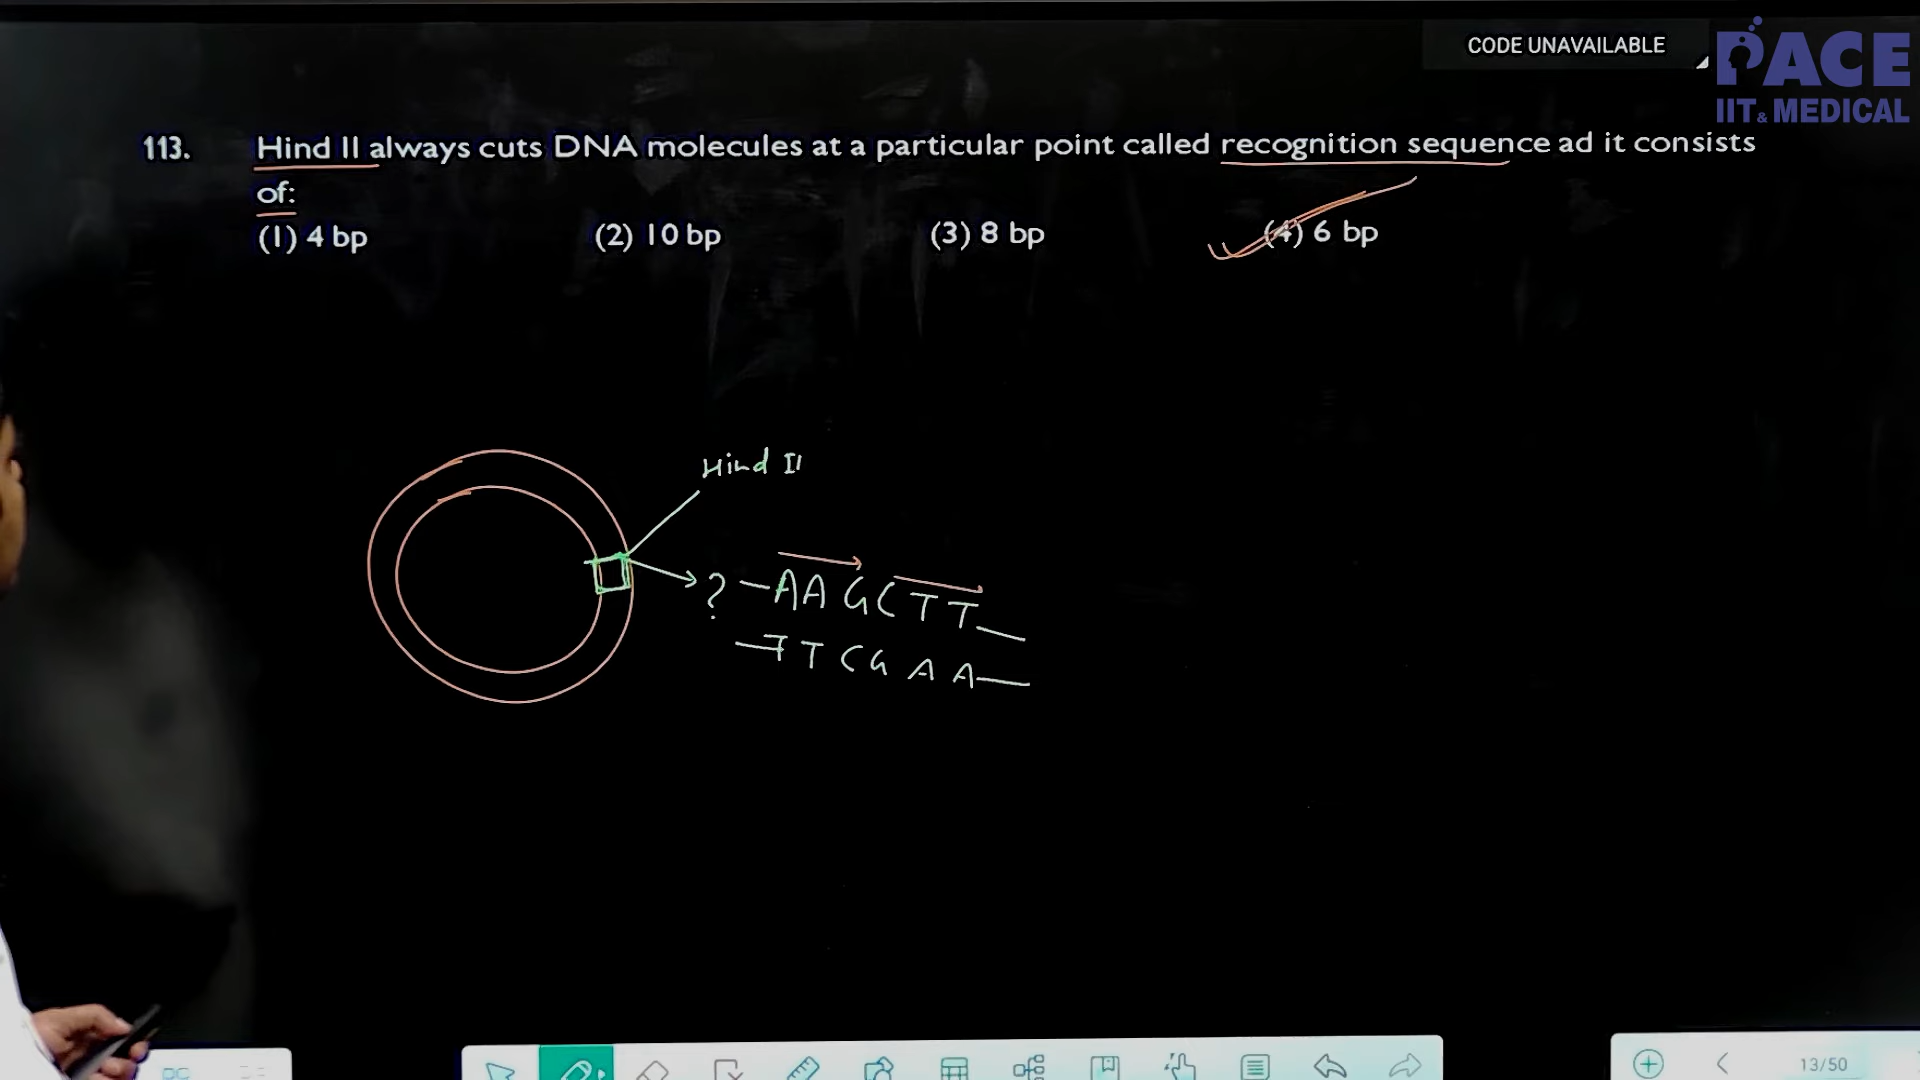 CODE UNAVAILABLE
PACE
IIT & MEDICAL
113. Hind II always cuts DNA molecules at a particular point called recognition sequence ad it consists
of:
(1) 4 bp (2) 10 bp (3) 8 bp (4) 6 bp
Hind II
? AAGCTT
TTCGAA
13/50